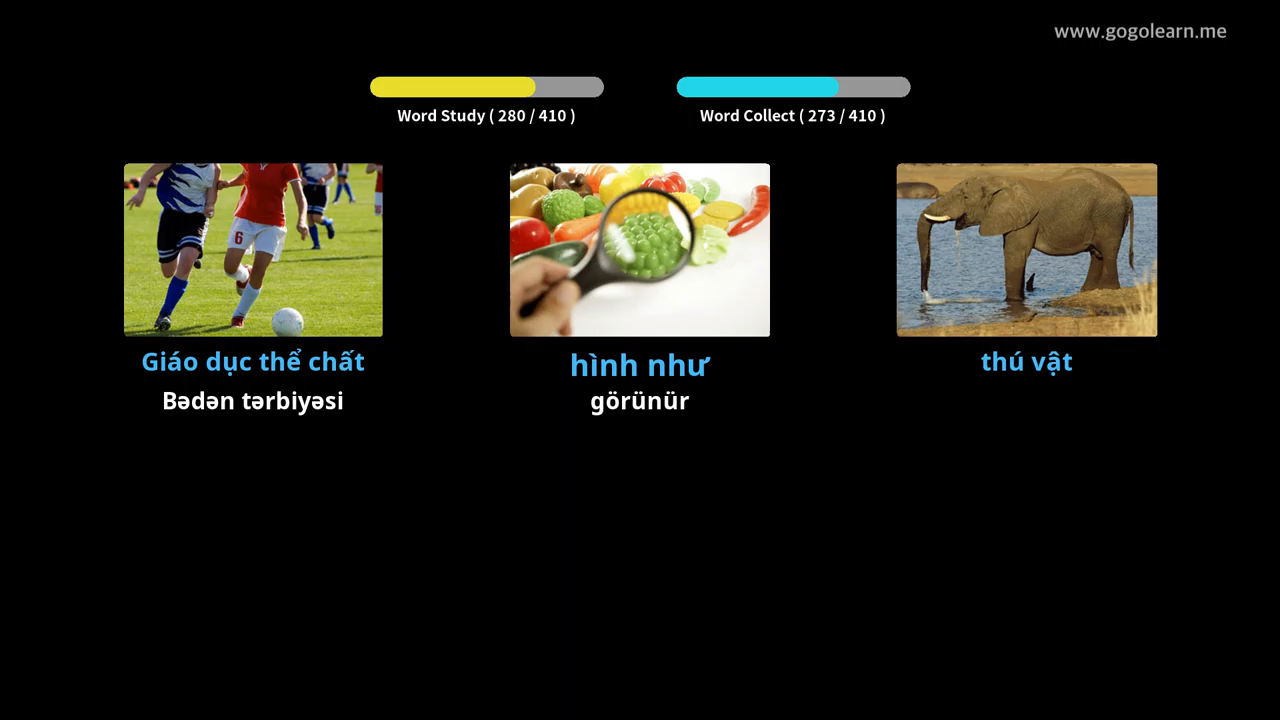 www.gogolearn.me
Word Study ( 280 / 410 )
Word Collect ( 273 / 410 )
6
Giáo dục thể chất
Bədən tərbiyəsi
hình như
görünür
thú vật